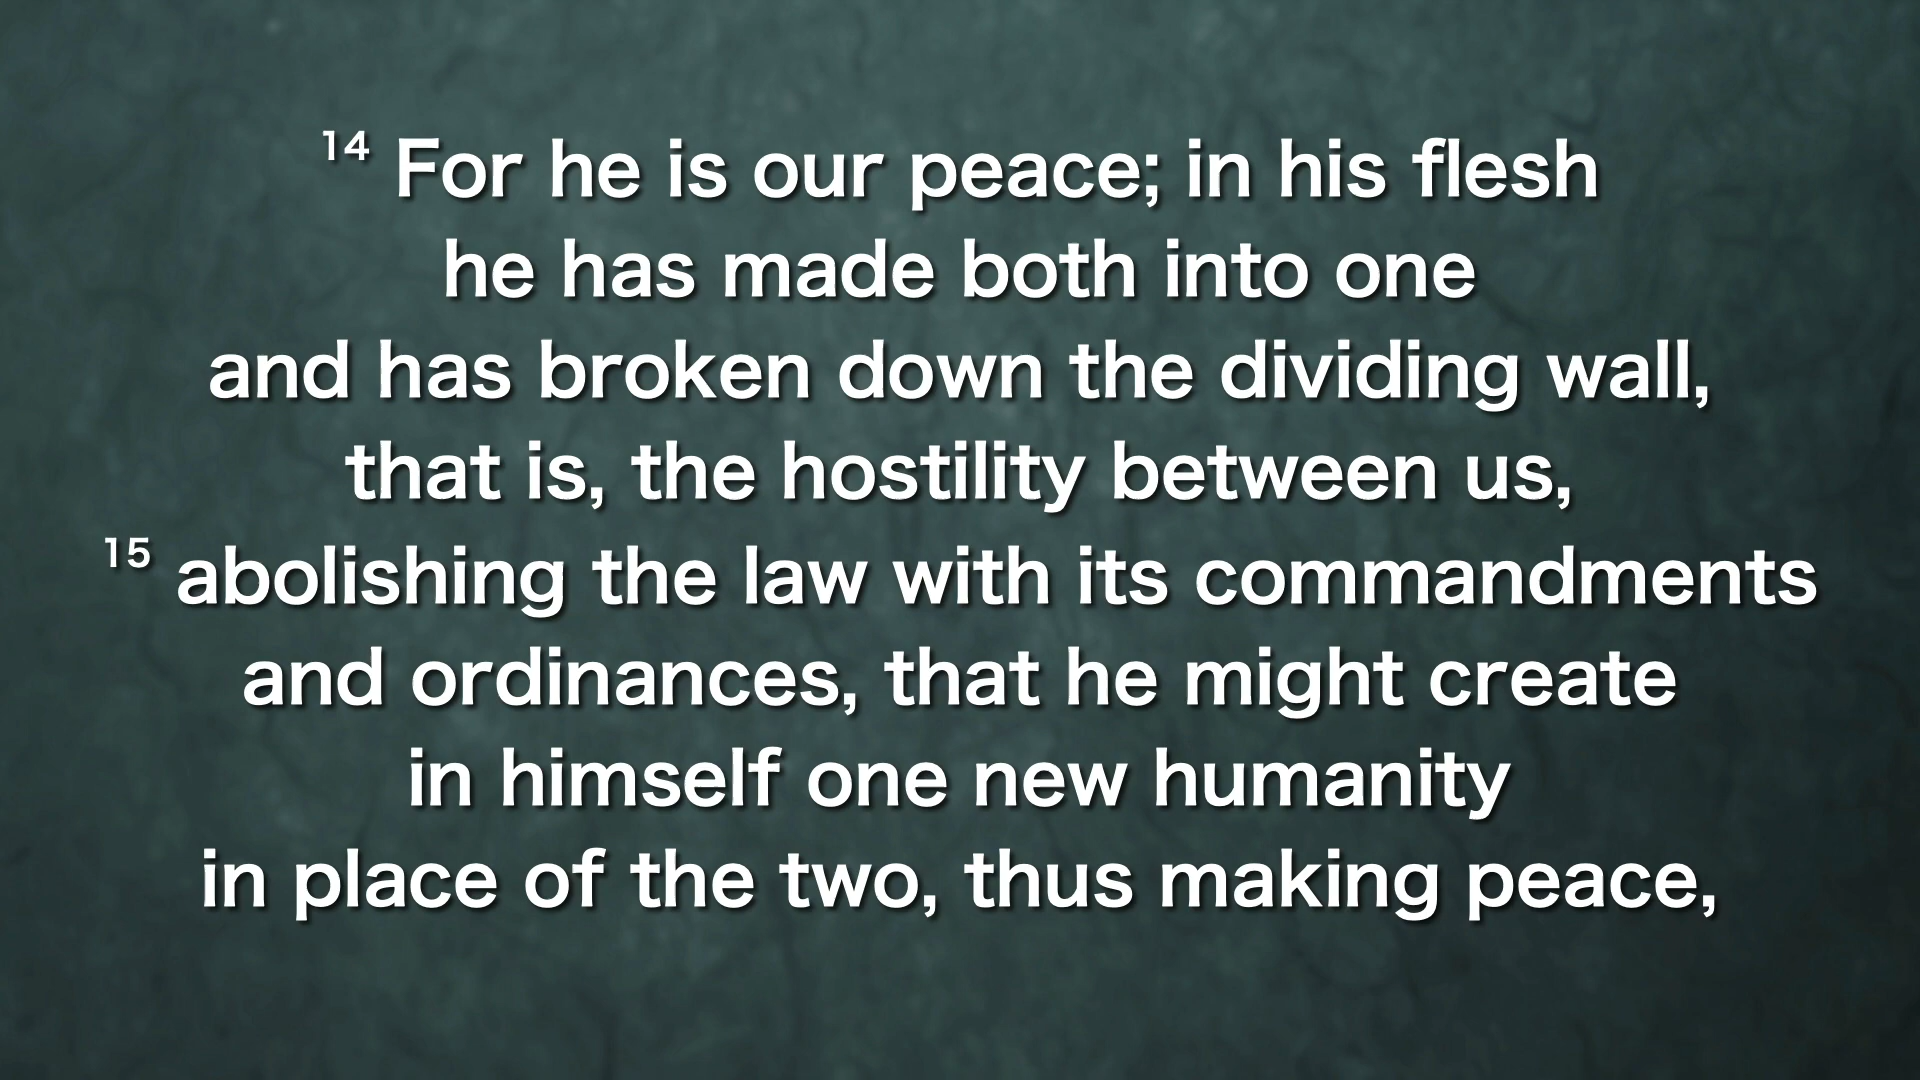 14 For he is our peace; in his flesh
he has made both into one
and has broken down the dividing wall,
that is, the hostility between us,
15 abolishing the law with its commandments
and ordinances, that he might create
in himself one new humanity
in place of the two, thus making peace,